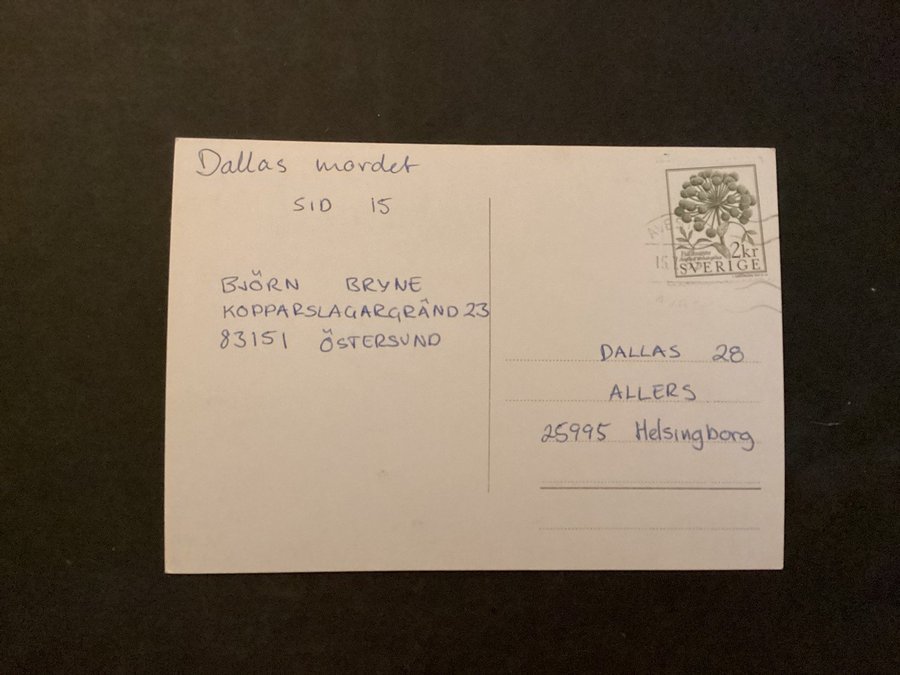 Dallas mordet
SID 15
BJÖRN BRYNE
KOPPARSLAGARGRÄND 23
83151 ÖSTERSUND
2kr
SVERIGE
DALLAS 28
ALLERS
25995 Helsingborg